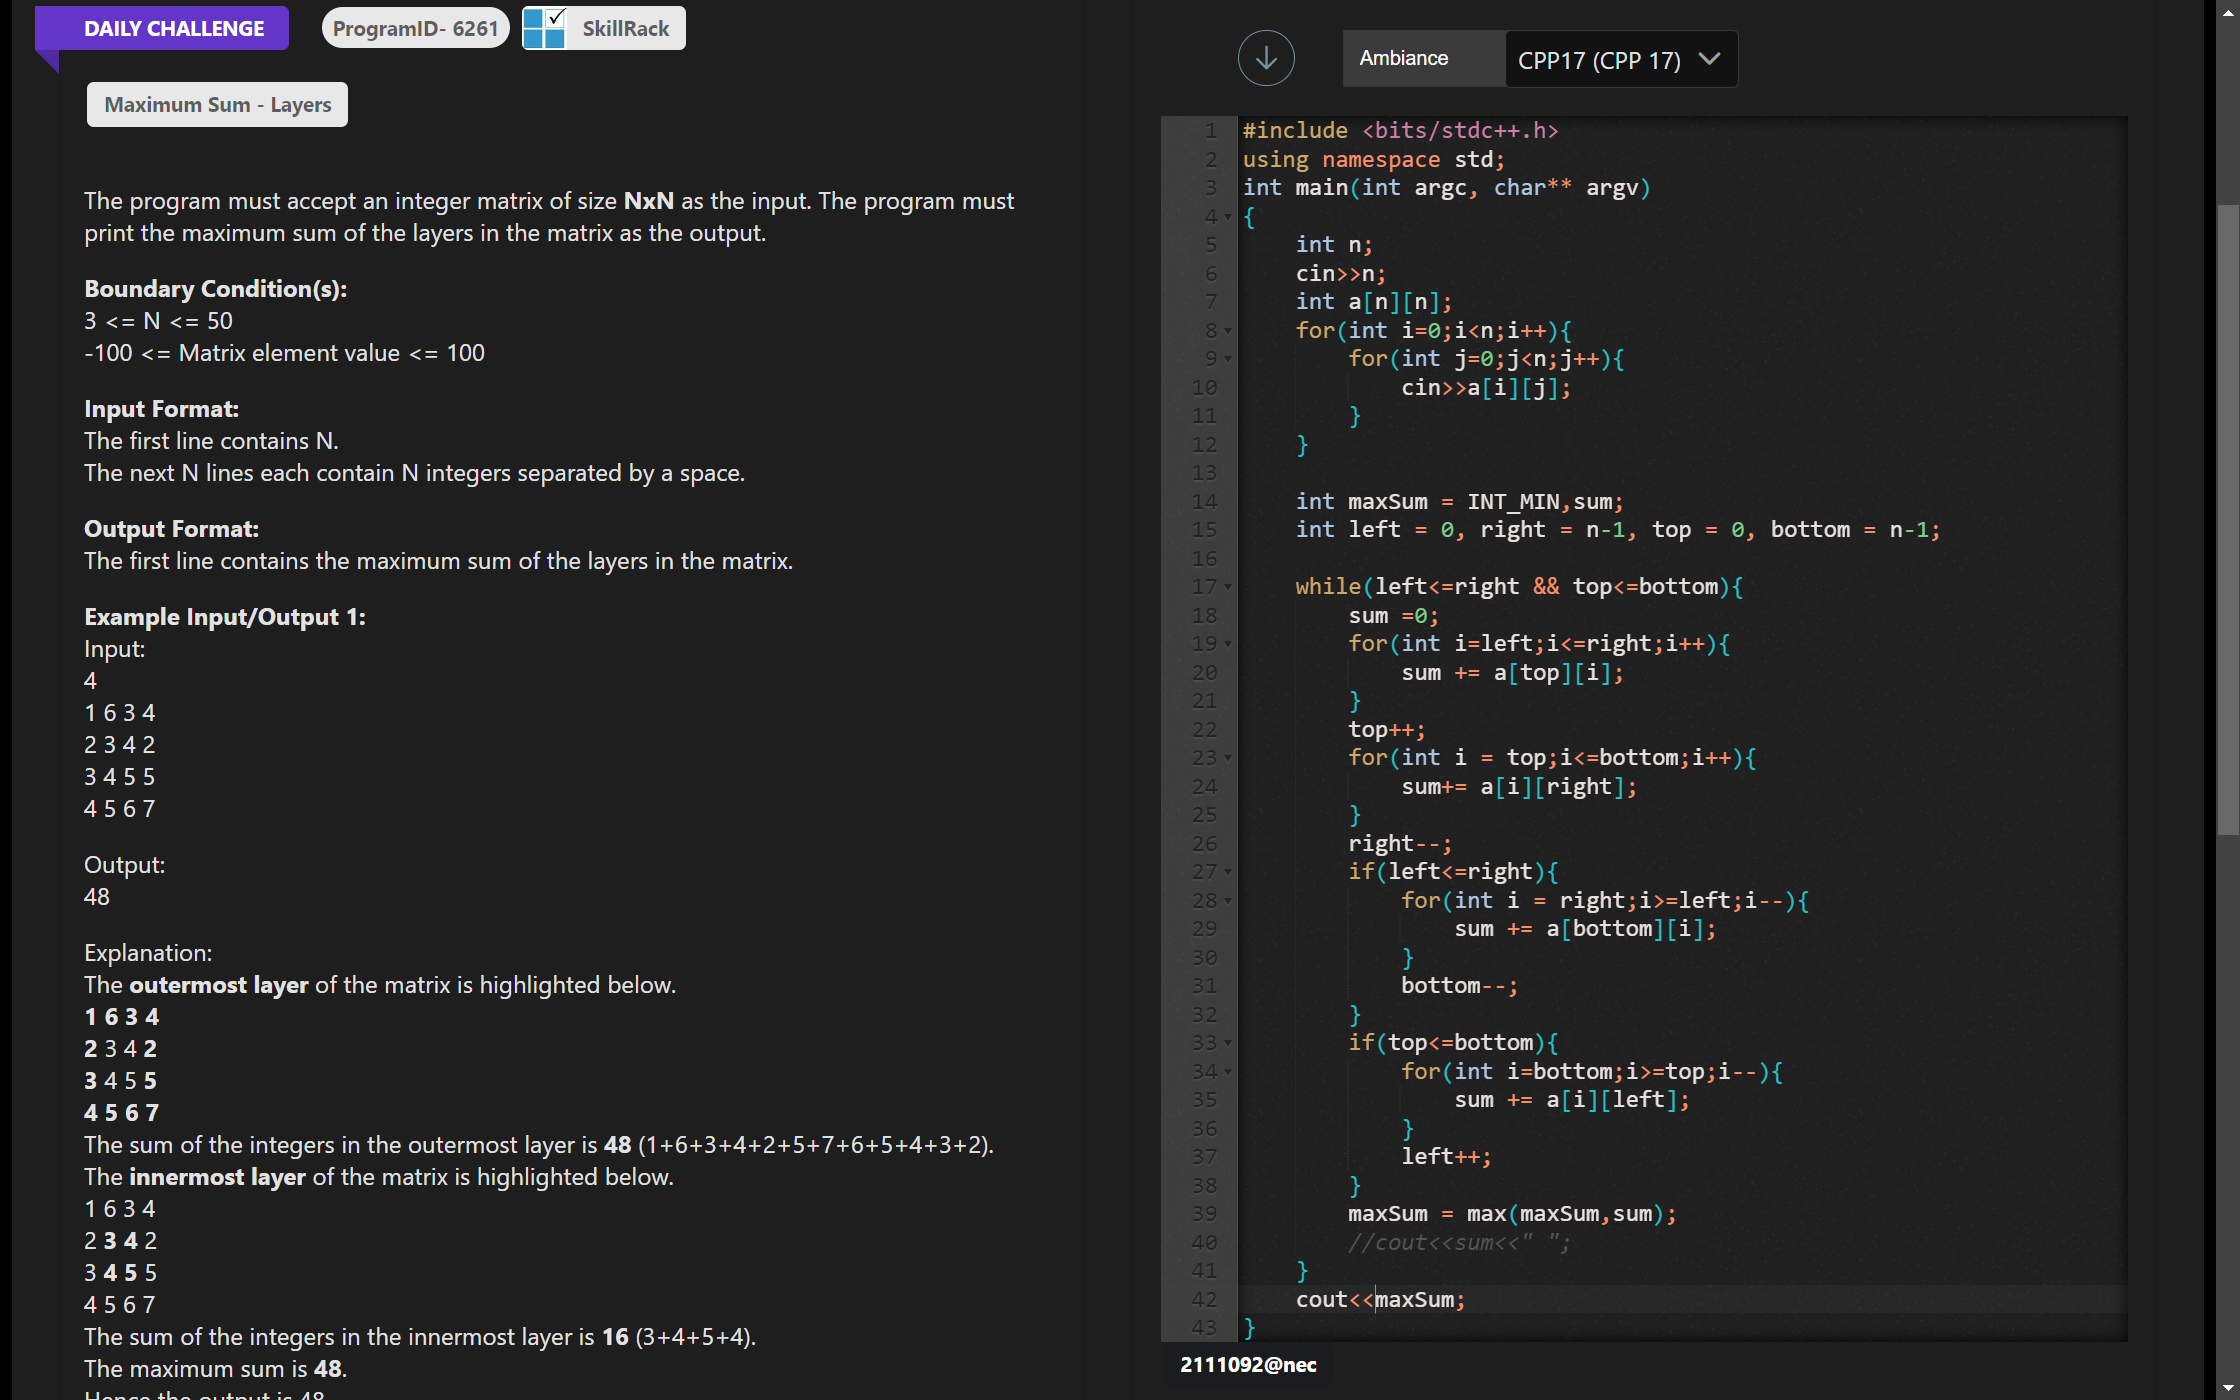 DAILY CHALLENGE
ProgramID- 6261
SkillRack
Maximum Sum - Layers
The program must accept an integer matrix of size NxN as the input. The program must
print the maximum sum of the layers in the matrix as the output.
Boundary Condition(s):
3 <= N <= 50
-100 <= Matrix element value <= 100
Input Format:
The first line contains N.
The next N lines each contain N integers separated by a space.
Output Format:
The first line contains the maximum sum of the layers in the matrix.
Example Input/Output 1:
Input:
4
1 6 3 4
2 3 4 2
3 4 5 5
4 5 6 7
Output:
48
Explanation:
The outermost layer of the matrix is highlighted below.
1 6 3 4
2 3 4 2
3 4 5 5
4 5 6 7
The sum of the integers in the outermost layer is 48 (1+6+3+4+2+5+7+6+5+4+3+2).
The innermost layer of the matrix is highlighted below.
1 6 3 4
2 3 4 2
3 4 5 5
4 5 6 7
The sum of the integers in the innermost layer is 16 (3+4+5+4).
The maximum sum is 48.
Hence the output is 48
Ambiance
CPP17 (CPP 17)
1 #include <bits/stdc++.h>
2 using namespace std;
3 int main(int argc, char** argv)
4 {
5     int n;
6     cin>>n;
7     int a[n][n];
8     for(int i=0;i<n;i++){
9         for(int j=0;j<n;j++){
10             cin>>a[i][j];
11         }
12     }
13
14     int maxSum = INT_MIN,sum;
15     int left = 0, right = n-1, top = 0, bottom = n-1;
16
17     while(left<=right && top<=bottom){
18         sum =0;
19         for(int i=left;i<=right;i++){
20             sum += a[top][i];
21         }
22         top++;
23         for(int i = top;i<=bottom;i++){
24             sum+= a[i][right];
25         }
26         right--;
27         if(left<=right){
28             for(int i = right;i>=left;i--){
29                 sum += a[bottom][i];
30             }
31             bottom--;
32         }
33         if(top<=bottom){
34             for(int i=bottom;i>=top;i--){
35                 sum += a[i][left];
36             }
37             left++;
38         }
39         maxSum = max(maxSum,sum);
40         //cout<<sum<<" ";
41     }
42     cout<<maxSum;
43 }
2111092@nec